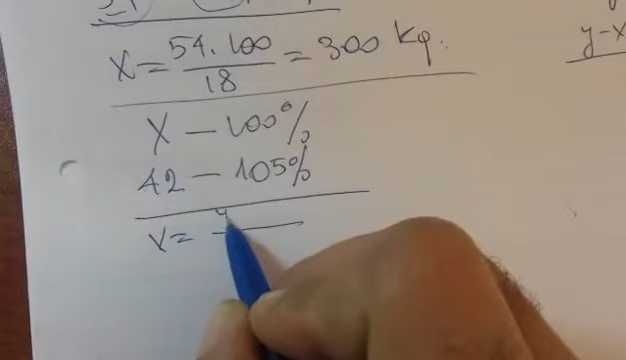 X = 54.100 / 18 = 300 kg.
y-x
X — 100%
42 — 105%
X =